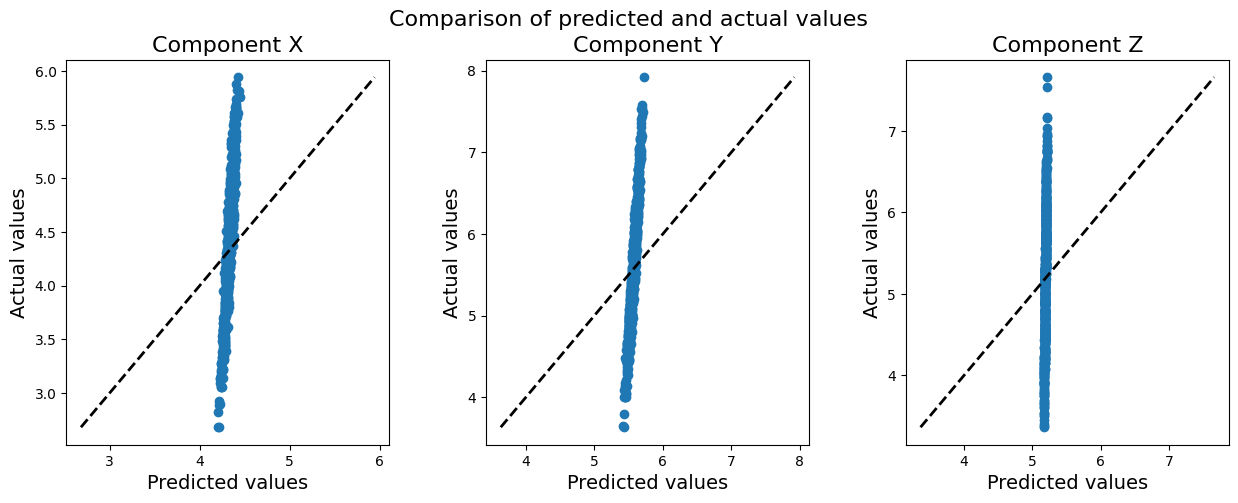 Comparison of predicted and actual values
Component X
Component Y
Component Z
Actual values
6.0
5.5
5.0
4.5
4.0
3.5
3.0
3
4
5
6
Predicted values
Actual values
8
7
6
5
4
4
5
6
7
8
Predicted values
Actual values
7
6
5
4
4
5
6
7
Predicted values